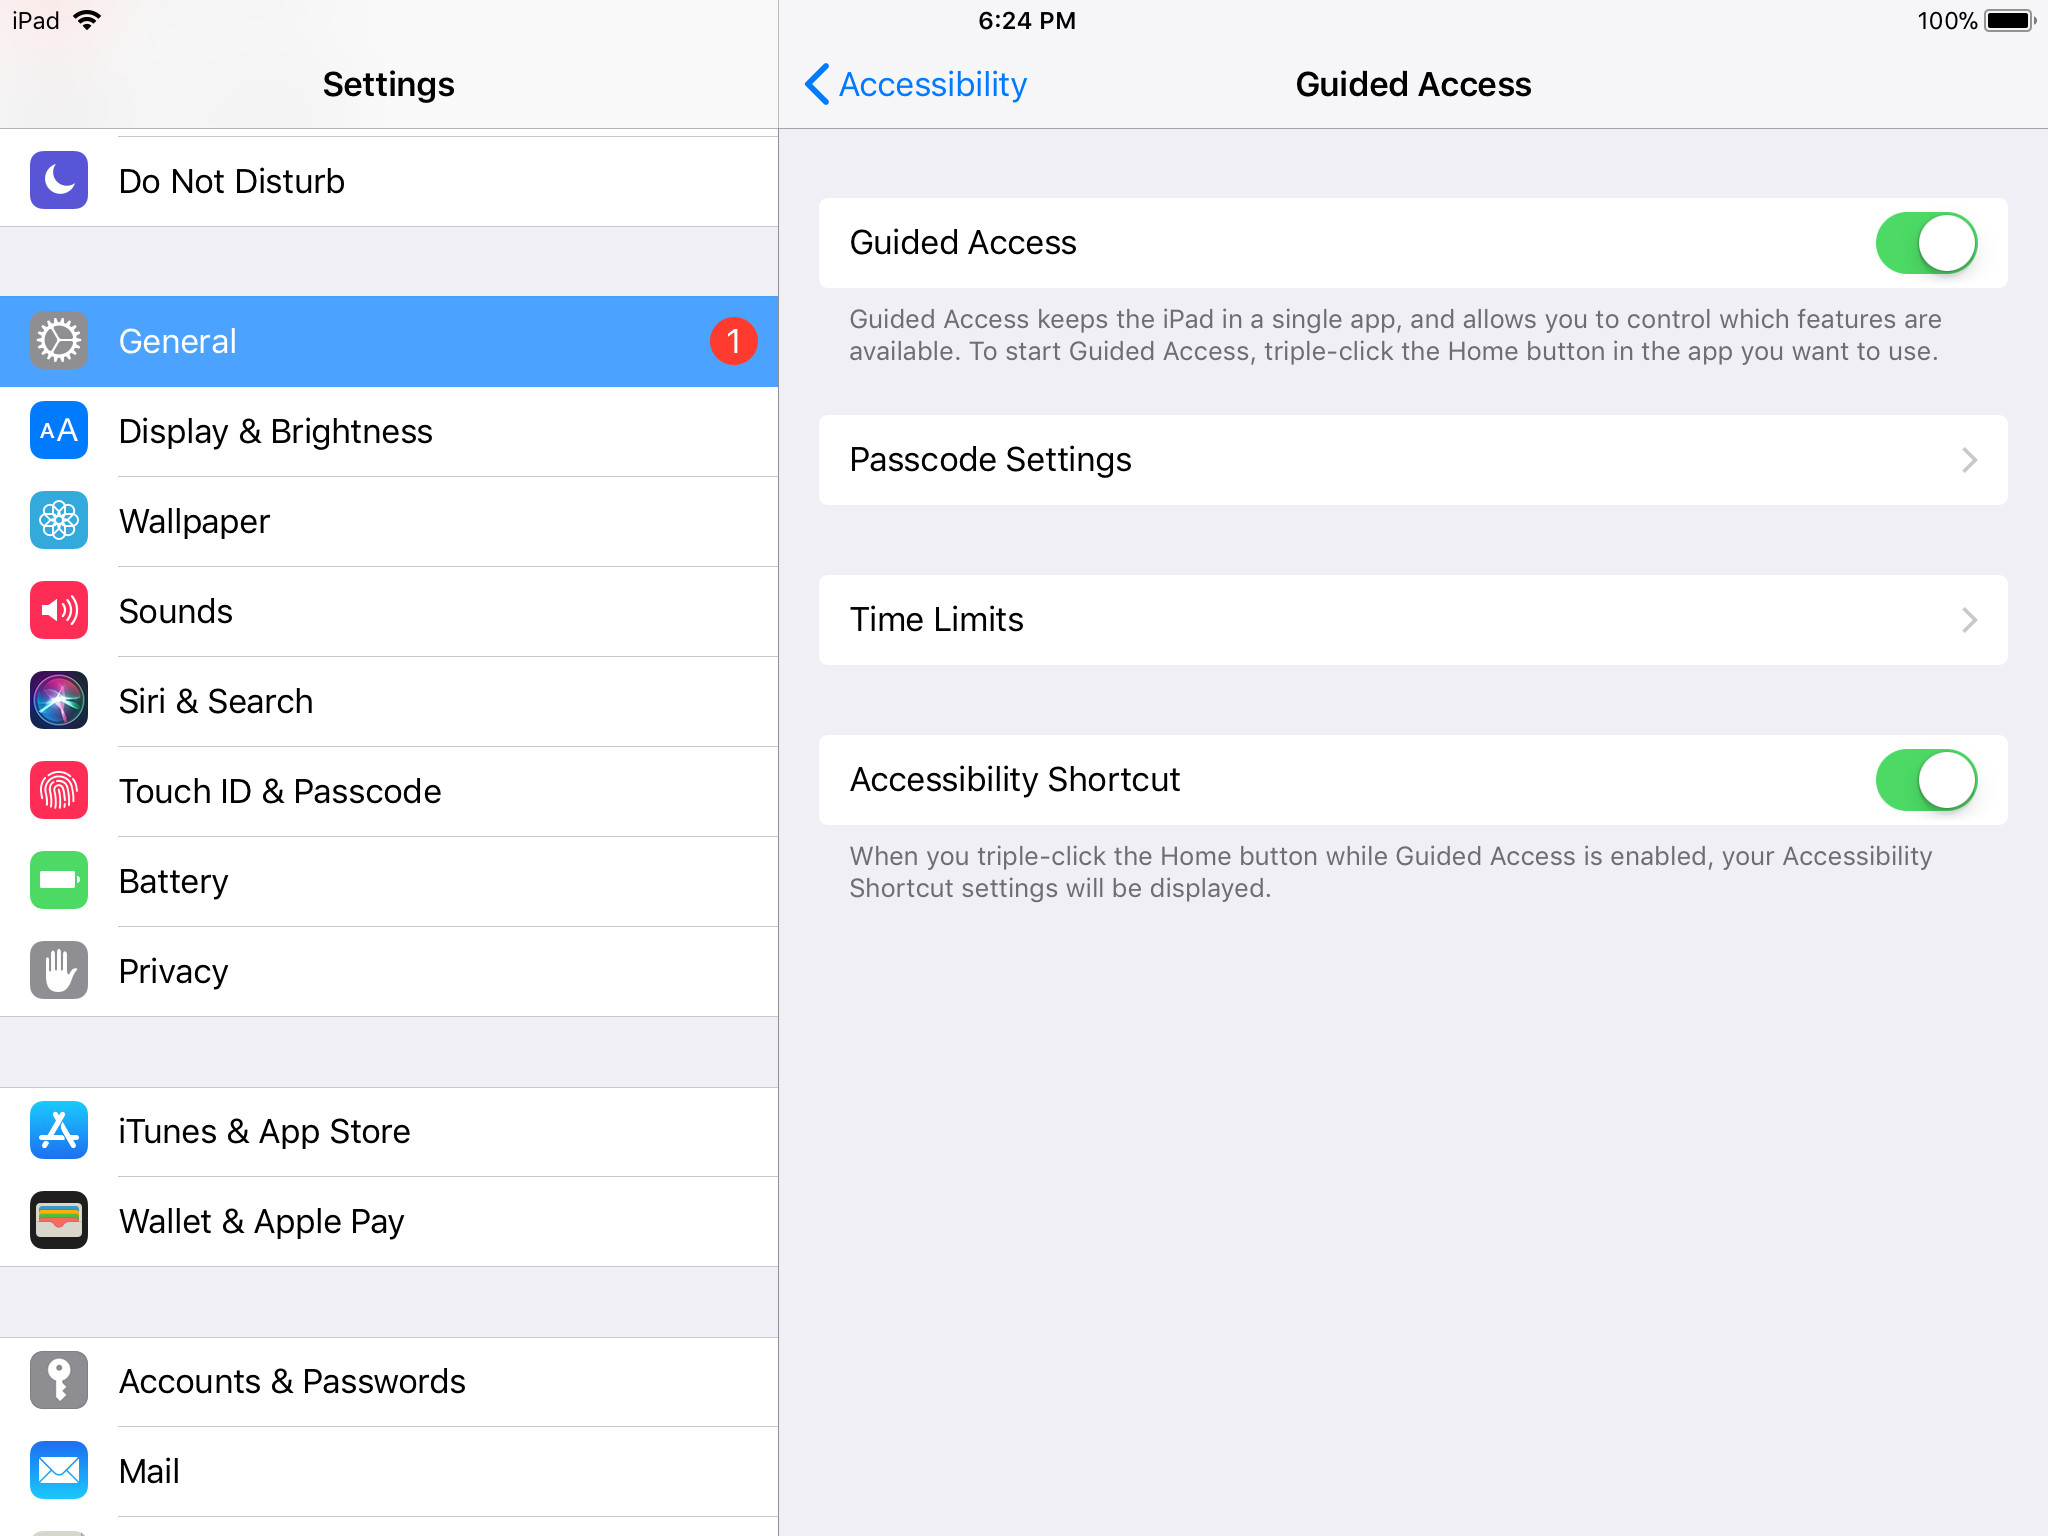 iPad
6:24 PM
100%
Settings
Do Not Disturb
General
1
AA
Display & Brightness
Wallpaper
Sounds
Siri & Search
Touch ID & Passcode
Battery
Privacy
iTunes & App Store
Wallet & Apple Pay
Accounts & Passwords
Mail
Accessibility
Guided Access
Guided Access
Guided Access keeps the iPad in a single app, and allows you to control which features are
available. To start Guided Access, triple-click the Home button in the app you want to use.
Passcode Settings
Time Limits
Accessibility Shortcut
When you triple-click the Home button while Guided Access is enabled, your Accessibility
Shortcut settings will be displayed.